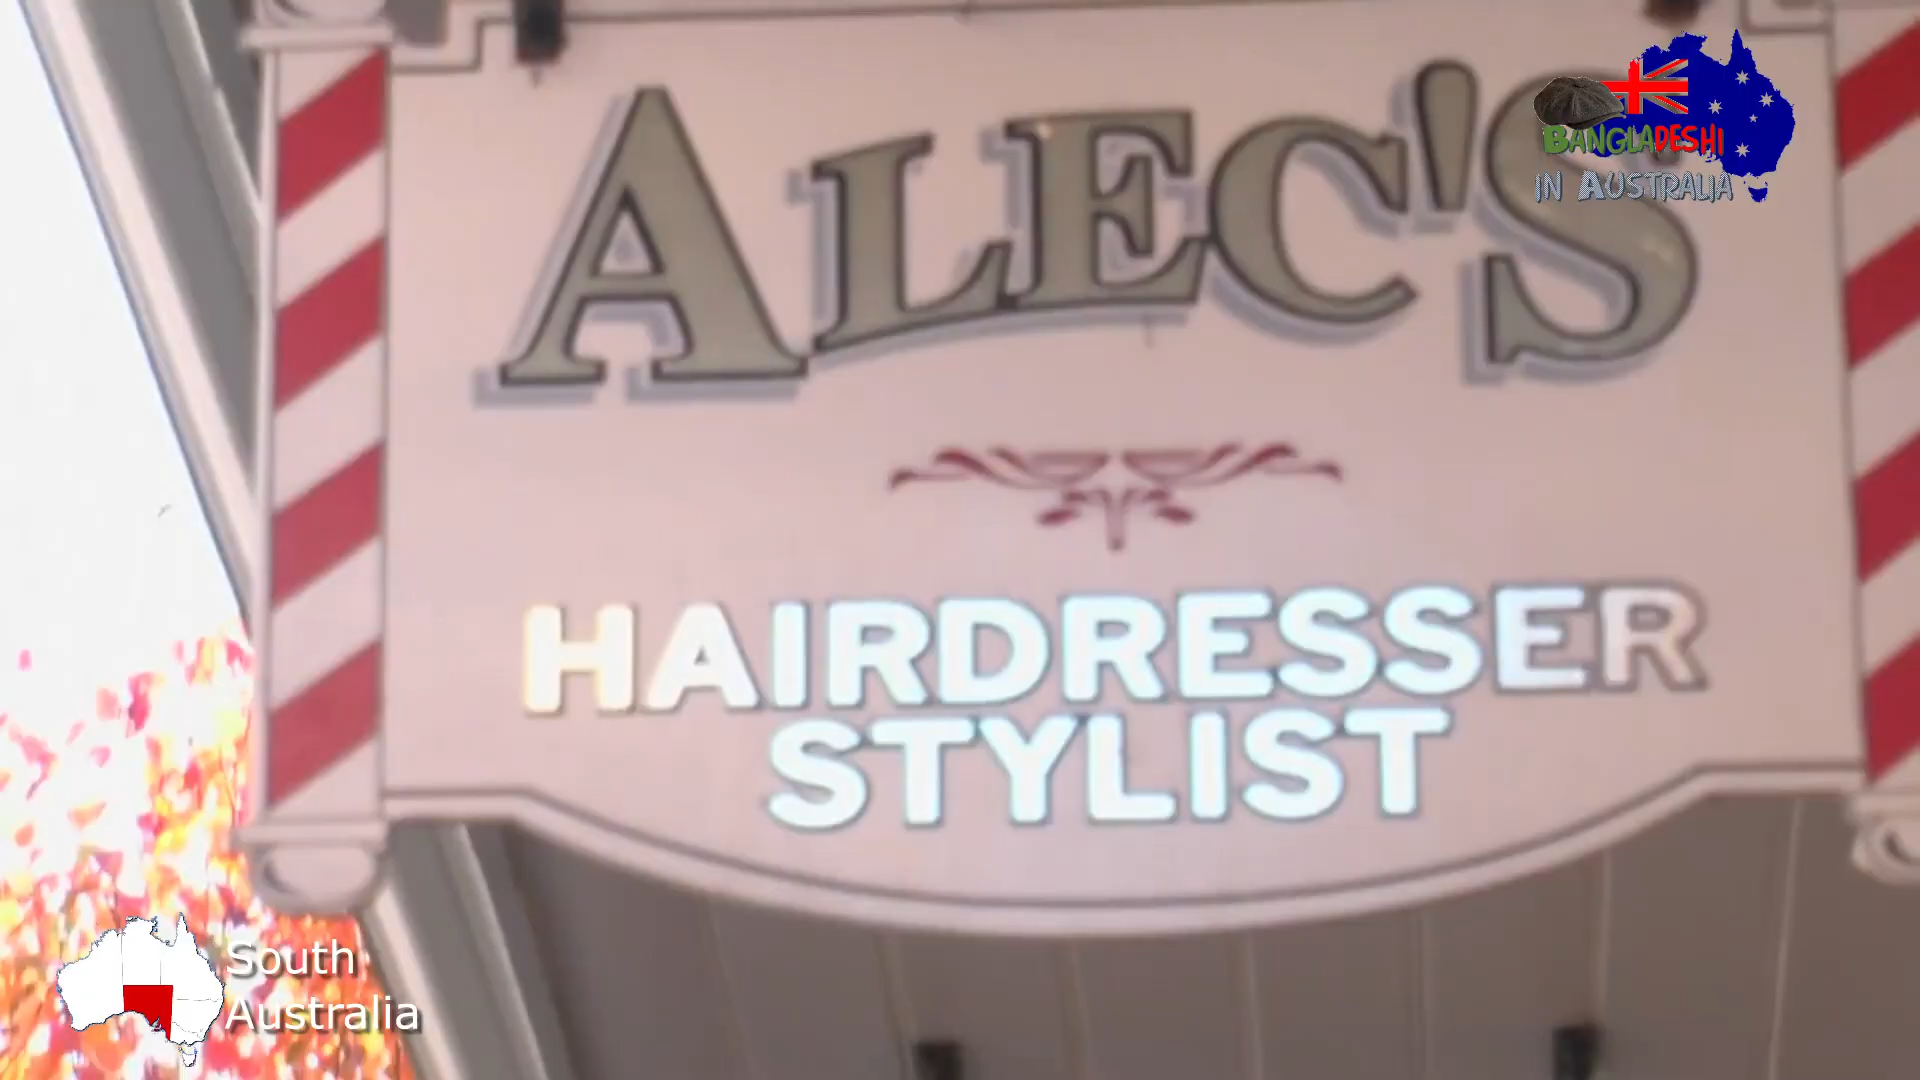 ALEC'S
BANGLADESHI
IN AUSTRALIA
HAIRDRESSER
STYLIST
South
Australia